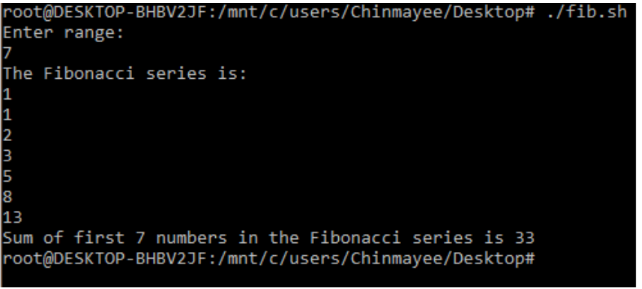 root@DESKTOP-BHBV2JF:/mnt/c/users/Chinmayee/Desktop# ./fib.sh
Enter range:
7
The Fibonacci series is:
1
1
2
3
5
8
13
Sum of first 7 numbers in the Fibonacci series is 33
root@DESKTOP-BHBV2JF:/mnt/c/users/Chinmayee/Desktop#